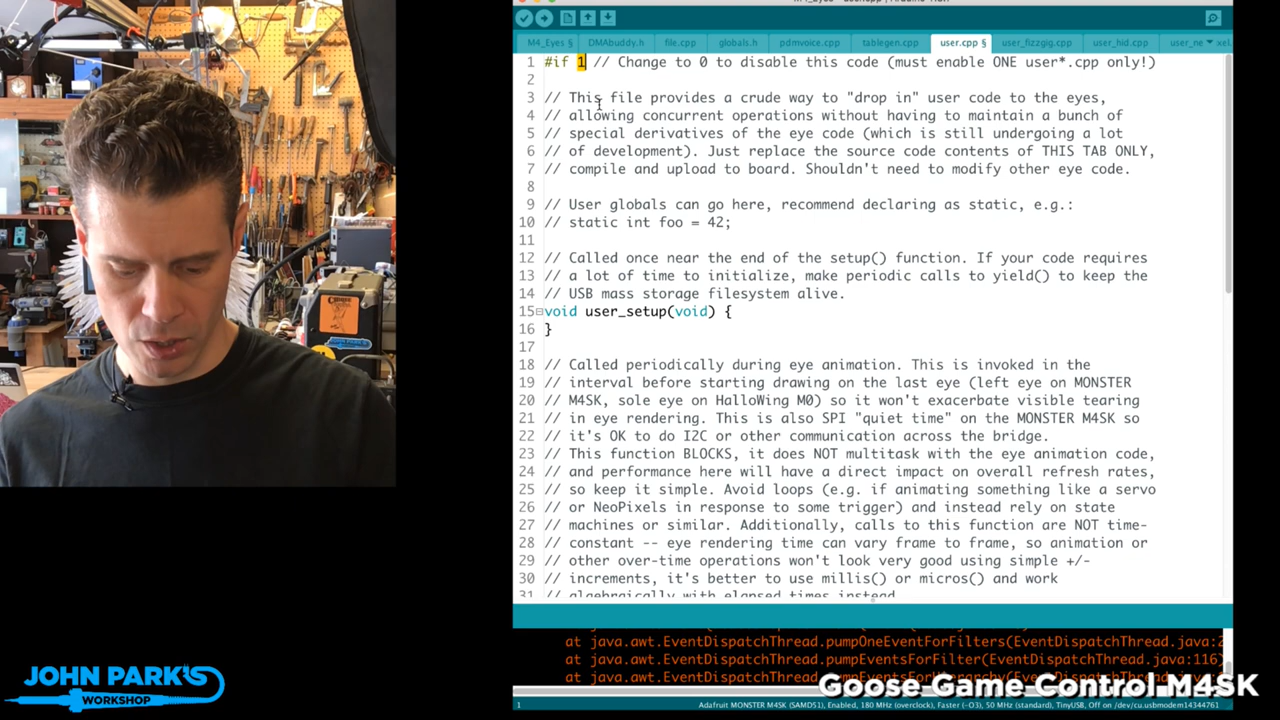 M4_Eyes §
DMAbuddy.h
file.cpp
globals.h
pdmvoice.cpp
tablegen.cpp
user.cpp §
user_fizzgig.cpp
user_hid.cpp
user_ne
xel.
1 #if 1 // Change to 0 to disable this code (must enable ONE user*.cpp only!)
2
3 // This file provides a crude way to "drop in" user code to the eyes,
4 // allowing concurrent operations without having to maintain a bunch of
5 // special derivatives of the eye code (which is still undergoing a lot
6 // of development). Just replace the source code contents of THIS TAB ONLY,
7 // compile and upload to board. Shouldn't need to modify other eye code.
8
9 // User globals can go here, recommend declaring as static, e.g.:
10 // static int foo = 42;
11
12 // Called once near the end of the setup() function. If your code requires
13 // a lot of time to initialize, make periodic calls to yield() to keep the
14 // USB mass storage filesystem alive.
15 void user_setup(void) {
16 }
17
18 // Called periodically during eye animation. This is invoked in the
19 // interval before starting drawing on the last eye (left eye on MONSTER
20 // M4SK, sole eye on HalloWing M0) so it won't exacerbate visible tearing
21 // in eye rendering. This is also SPI "quiet time" on the MONSTER M4SK so
22 // it's OK to do I2C or other communication across the bridge.
23 // This function BLOCKS, it does NOT multitask with the eye animation code,
24 // and performance here will have a direct impact on overall refresh rates,
25 // so keep it simple. Avoid loops (e.g. if animating something like a servo
26 // or NeoPixels in response to some trigger) and instead rely on state
27 // machines or similar. Additionally, calls to this function are NOT time-
28 // constant -- eye rendering time can vary frame to frame, so animation or
29 // other over-time operations won't look very good using simple +/-
30 // increments, it's better to use millis() or micros() and work
31 // algebraically with elapsed times instead
at java.awt.EventDispatchThread.pumpOneEventForFilters(EventDispatchThread.java:2
at java.awt.EventDispatchThread.pumpEventsForFilter(EventDispatchThread.java:116)
1
Adafruit MONSTER M4SK (SAMD51), Enabled, 180 MHz (overclock), Faster (-O3), 50 MHz (standard), TinyUSB, Off on /dev/cu.usbmodem14344761
Goose Game Control M4SK
JOHN PARK'S
WORKSHOP